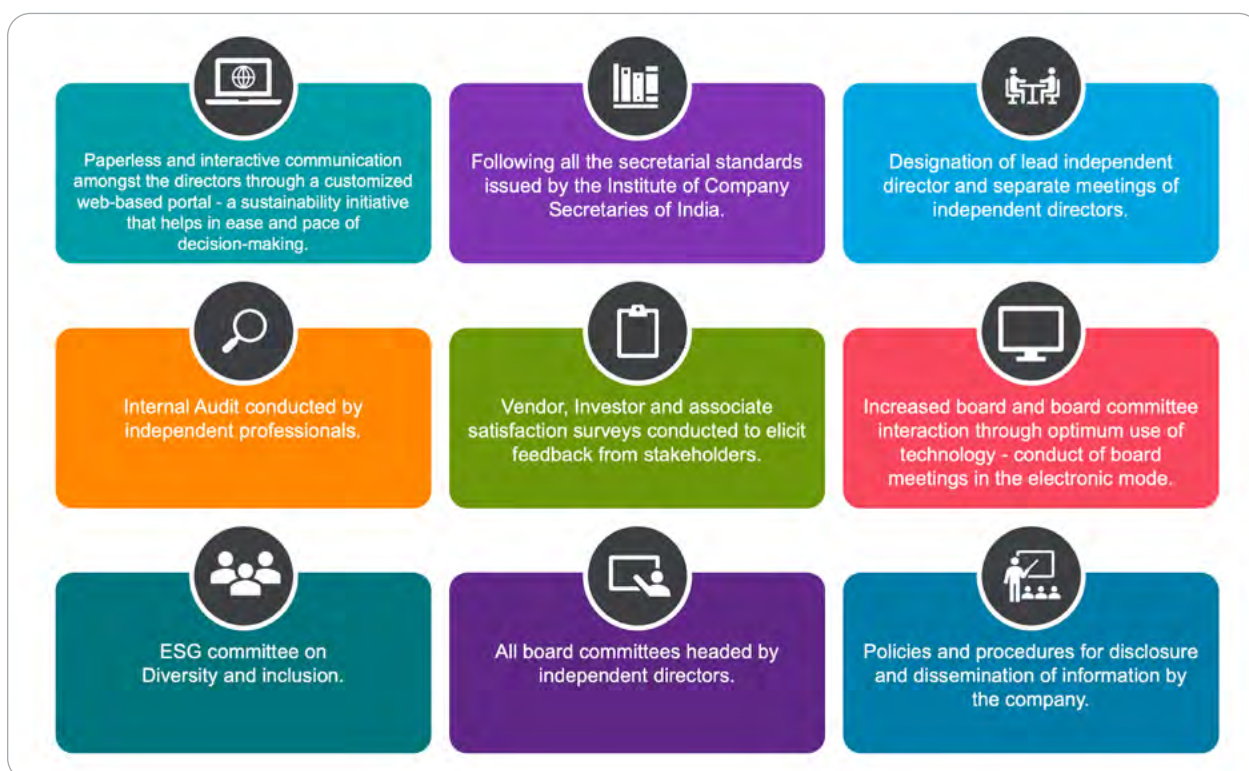 Paperless and interactive communication
amongst the directors through a customized
web-based portal - a sustainability initiative
that helps in ease and pace of
decision-making.
Following all the secretarial standards
issued by the Institute of Company
Secretaries of India.
Designation of lead independent
director and separate meetings of
independent directors.
Internal Audit conducted by
independent professionals.
Vendor, Investor and associate
satisfaction surveys conducted to elicit
feedback from stakeholders.
Increased board and board committee
interaction through optimum use of
technology - conduct of board
meetings in the electronic mode.
ESG committee on
Diversity and inclusion.
All board committees headed by
independent directors.
Policies and procedures for disclosure
and dissemination of information by
the company.